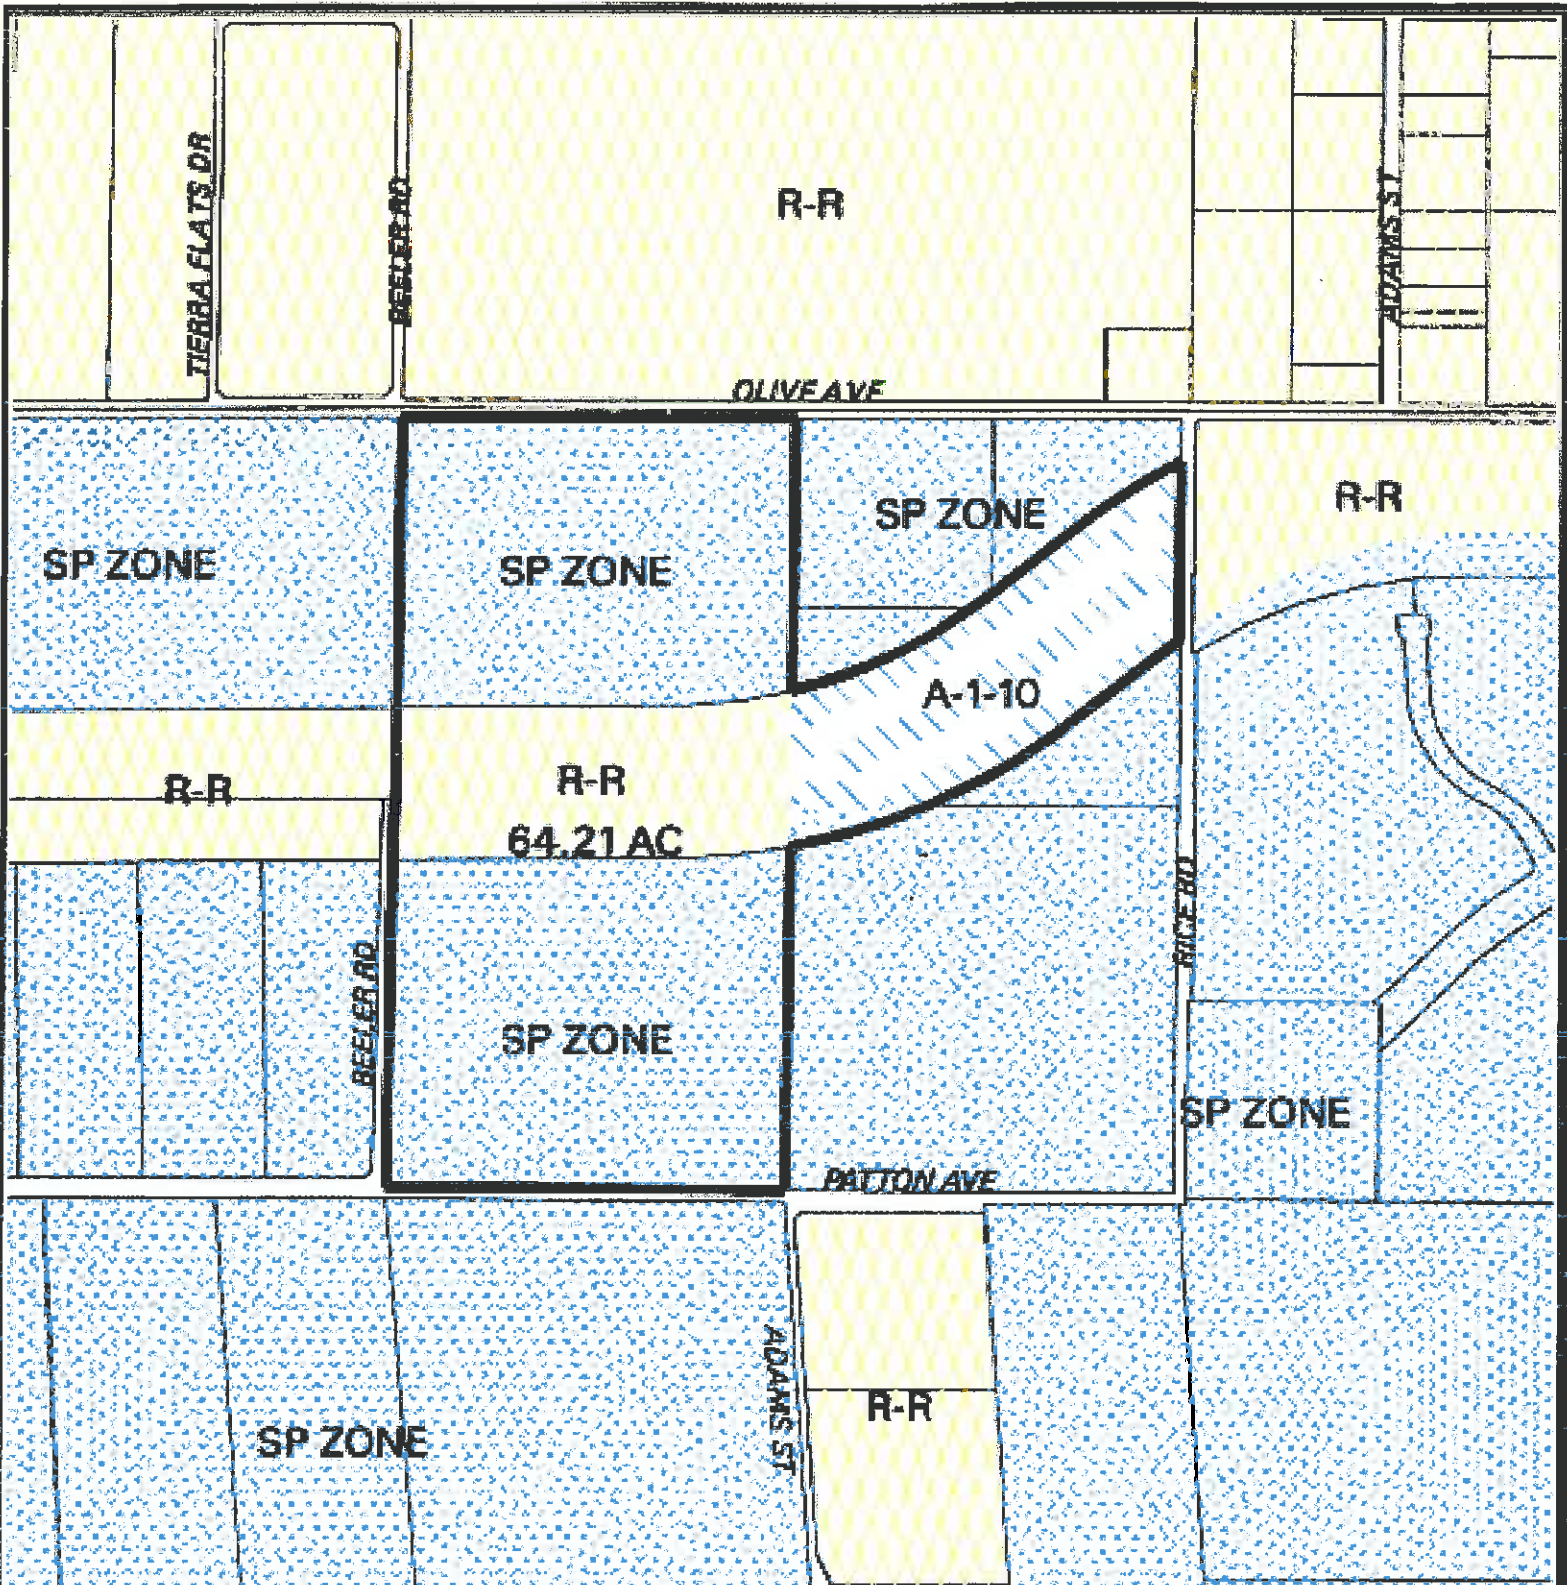 TIERRA FLATS DR
BEELER RD
R-R
ADAMS ST
OLIVE AVE
SP ZONE
SP ZONE
SP ZONE
R-R
A-1-10
R-R
R-R
64.21 AC
RICE RD
BEELER RD
SP ZONE
SP ZONE
PATTON AVE
ADAMS ST
R-R
SP ZONE